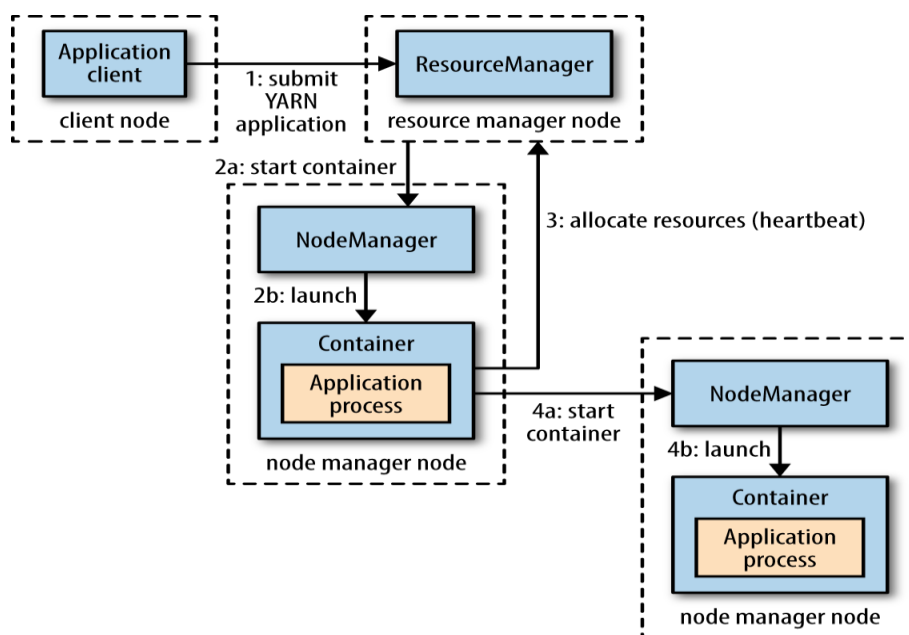 Application
client
client node
1: submit
YARN
application
ResourceManager
resource manager node
2a: start container
NodeManager
2b: launch
Container
Application
process
node manager node
3: allocate resources (heartbeat)
4a: start
container
NodeManager
4b: launch
Container
Application
process
node manager node